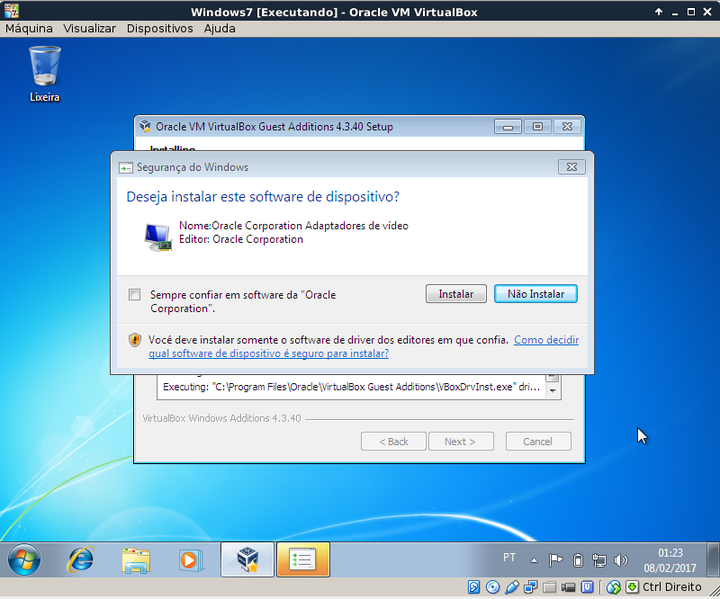 Windows7 [Executando] - Oracle VM VirtualBox
Máquina Visualizar Dispositivos Ajuda
Lixeira
Oracle VM VirtualBox Guest Additions 4.3.40 Setup
Installing
Segurança do Windows
Deseja instalar este software de dispositivo?
Nome:Oracle Corporation Adaptadores de vídeo
Editor: Oracle Corporation
Sempre confiar em software da "Oracle
Corporation".
Instalar
Não Instalar
Você deve instalar somente o software de driver dos editores em que confia. Como decidir
qual software de dispositivo é seguro para instalar?
Executing: "C:\Program Files\Oracle\VirtualBox Guest Additions\VBoxDrvInst.exe" dri...
VirtualBox Windows Additions 4.3.40
< Back
Next >
Cancel
PT
01:23
08/02/2017
Ctrl Direito